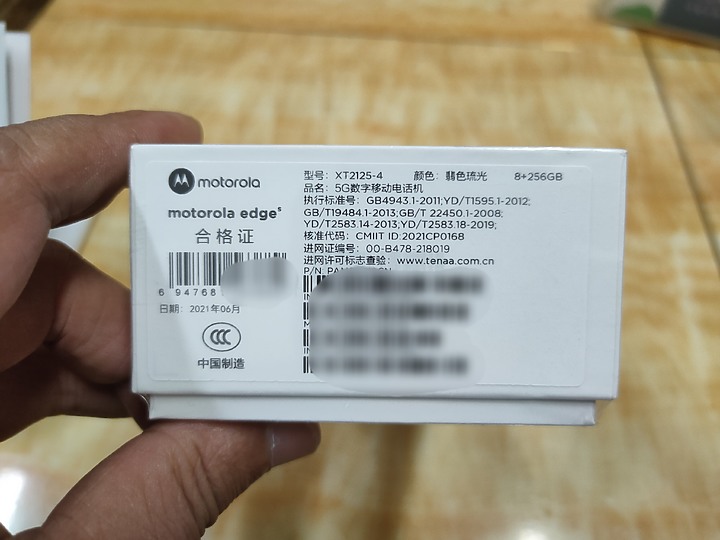 motorola
motorola edge s
合格证
6 94768
日期: 2021年06月
中国制造
型号: XT2125-4 颜色: 翡色琉光 8+256GB
品名: 5G数字移动电话机
执行标准号: GB4943.1-2011;YD/T1595.1-2012;
GB/T19484.1-2013;GB/T 22450.1-2008;
YD/T2583.14-2013;YD/T2583.18-2019;
核准代码: CMIIT ID:2021CP0168
进网证编号: 00-B478-218019
进网许可标志查验: www.tenaa.com.cn
P/N: